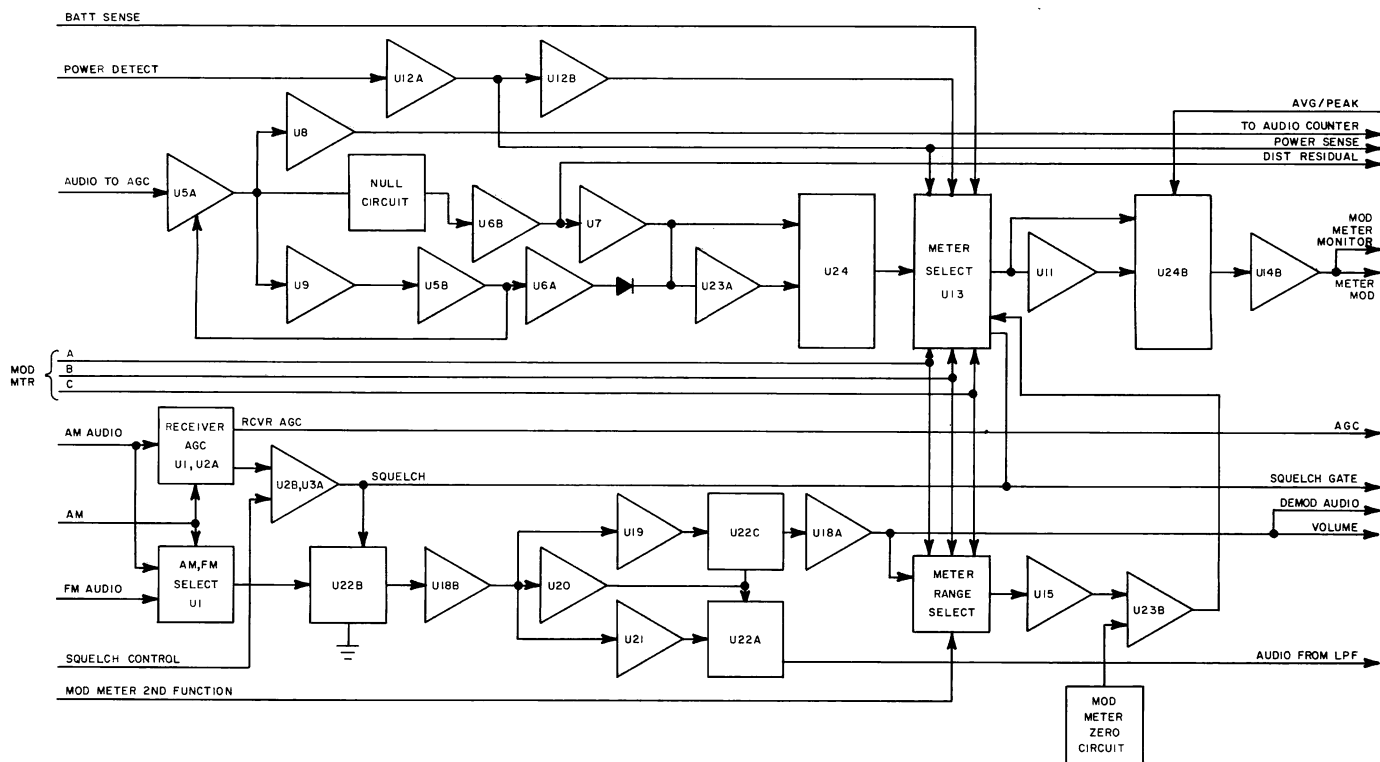 BATT SENSE
POWER DETECT
U12A
U12B
AVG/PEAK
TO AUDIO COUNTER
POWER SENSE
DIST RESIDUAL
U8
AUDIO TO AGC
U5A
NULL
CIRCUIT
U6B
U7
U24
METER
SELECT
U13
U11
U24B
U14B
MOD
METER
MONITOR
METER
MOD
U9
U5B
U6A
U23A
MOD
MTR
A
B
C
AM AUDIO
RECEIVER
AGC
U1, U2A
RCVR AGC
AGC
U2B,U3A
SQUELCH
SQUELCH GATE
AM
DEMOD AUDIO
VOLUME
FM AUDIO
AM,FM
SELECT
U1
U22B
U18B
U19
U20
U21
U22C
U22A
U18A
METER
RANGE
SELECT
U15
U23B
SQUELCH CONTROL
AUDIO FROM LPF
MOD METER 2ND FUNCTION
MOD
METER
ZERO
CIRCUIT